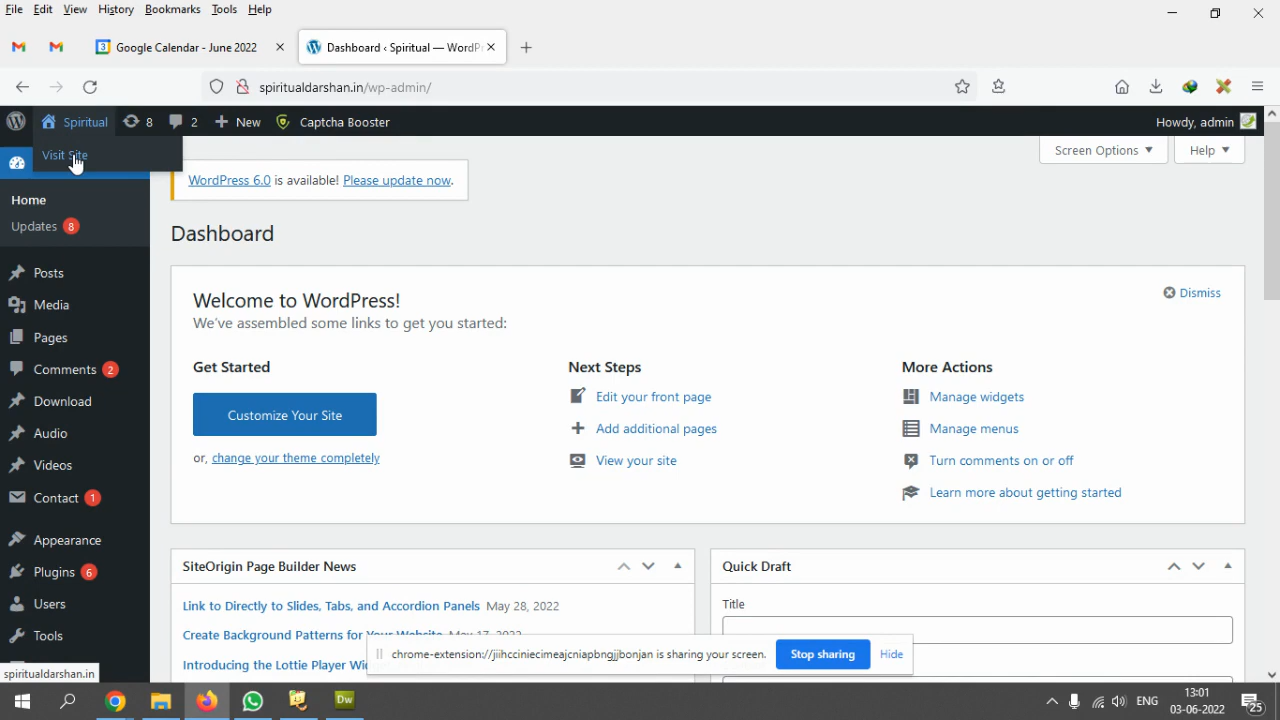 File Edit View History Bookmarks Tools Help
Google Calendar - June 2022
Dashboard ‹ Spiritual — WordPr
spiritualdarshan.in/wp-admin/
Spiritual 8 2 New Captcha Booster Howdy, admin
Visit Site
Screen Options Help
WordPress 6.0 is available! Please update now.
Home
Updates 8
Dashboard
Posts
Media
Pages
Comments 2
Download
Audio
Videos
Contact 1
Appearance
Plugins 6
Users
Tools
Welcome to WordPress!
Dismiss
We've assembled some links to get you started:
Get Started
Customize Your Site
or, change your theme completely
Next Steps
Edit your front page
Add additional pages
View your site
More Actions
Manage widgets
Manage menus
Turn comments on or off
Learn more about getting started
SiteOrigin Page Builder News
Link to Directly to Slides, Tabs, and Accordion Panels May 28, 2022
Create Background Patterns for Your Website May 17, 2022
Introducing the Lottie Player
Quick Draft
Title
chrome-extension://jiihcciniecimeajcniapbngjjbonjan is sharing your screen. Stop sharing Hide
spiritualdarshan.in
Dw
ENG
13:01
03-06-2022
25